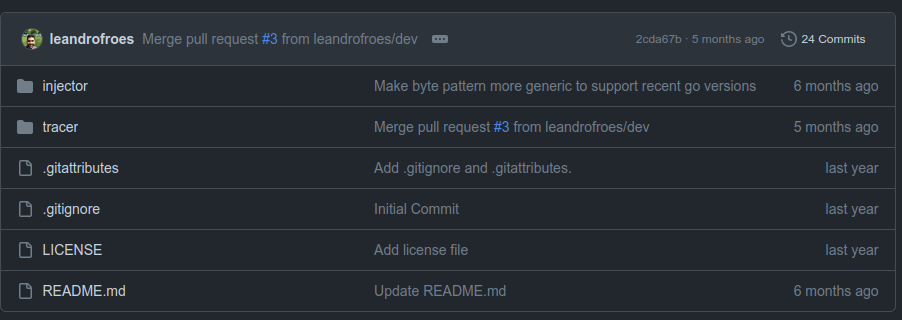 leandrofroes Merge pull request #3 from leandrofroes/dev 2cda67b · 5 months ago 24 Commits
injector Make byte pattern more generic to support recent go versions 6 months ago
tracer Merge pull request #3 from leandrofroes/dev 5 months ago
.gitattributes Add .gitignore and .gitattributes. last year
.gitignore Initial Commit last year
LICENSE Add license file last year
README.md Update README.md 6 months ago